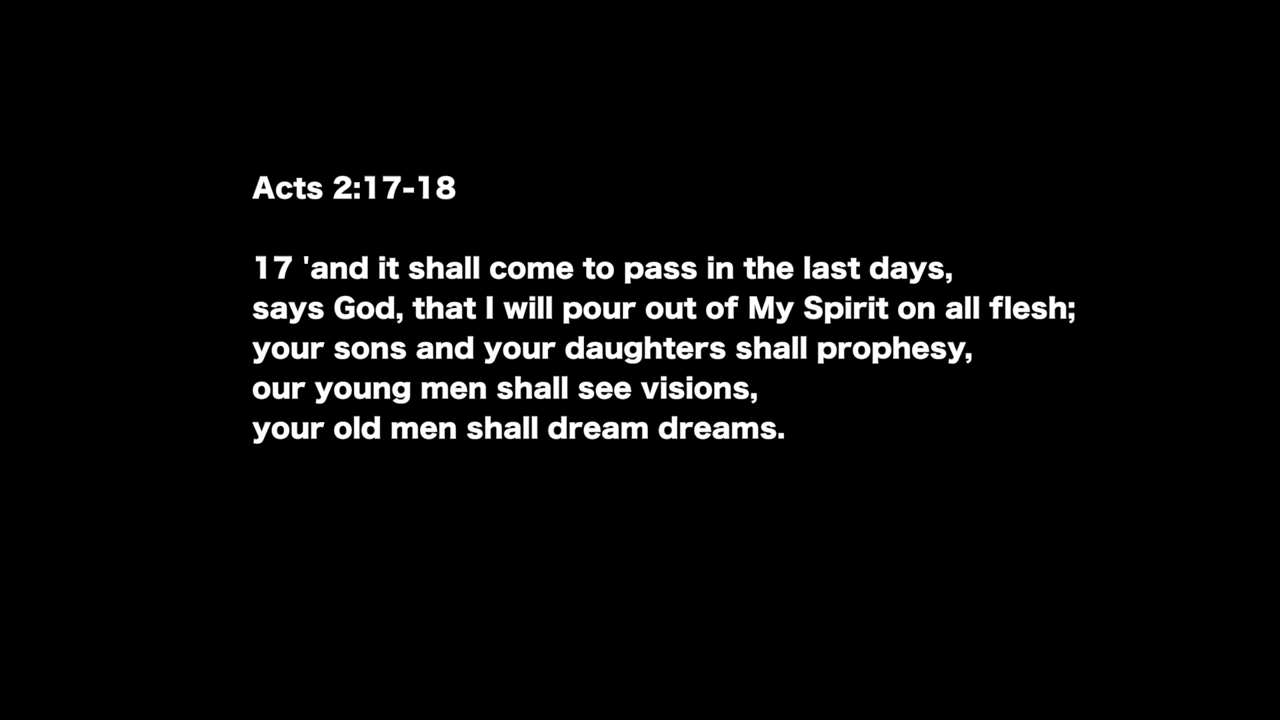 Acts 2:17-18
17 'and it shall come to pass in the last days,
says God, that I will pour out of My Spirit on all flesh;
your sons and your daughters shall prophesy,
our young men shall see visions,
your old men shall dream dreams.